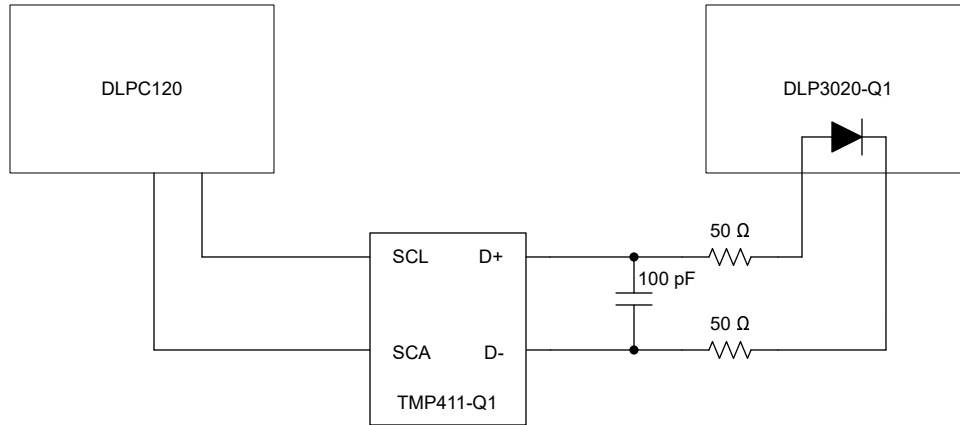 DLPC120
DLP3020-Q1
50 Ω
SCL
D+
100 pF
50 Ω
SCA
D-
TMP411-Q1